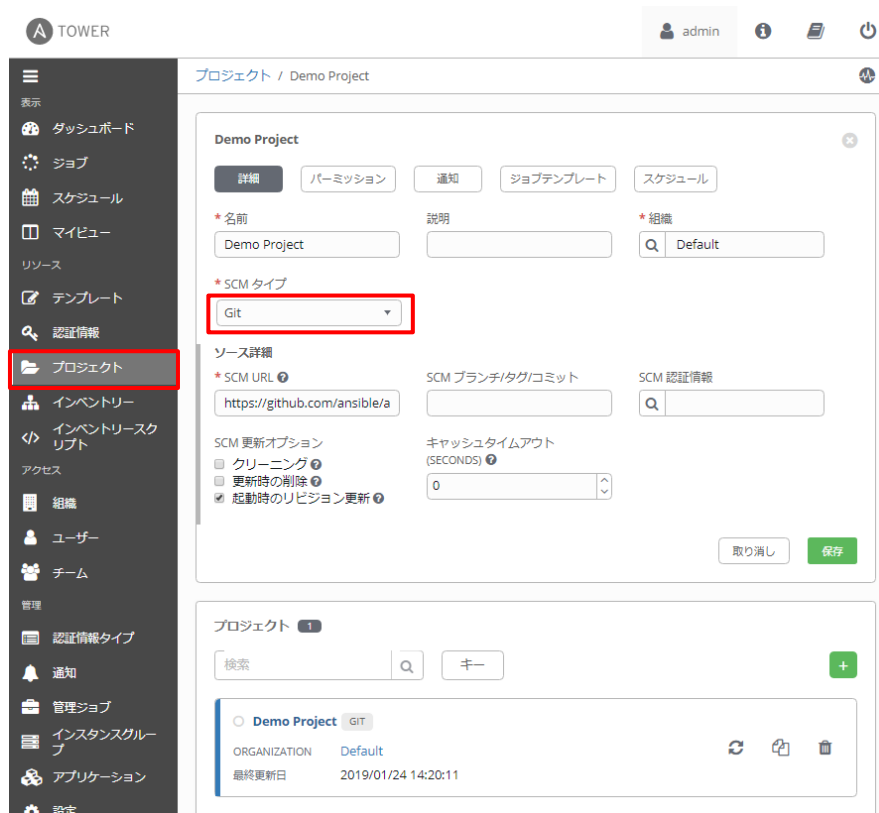 TOWER
admin
表示
ダッシュボード
ジョブ
スケジュール
マイビュー
リソース
テンプレート
認証情報
プロジェクト
インベントリー
インベントリースク
リプト
アクセス
組織
ユーザー
チーム
管理
認証情報タイプ
通知
管理ジョブ
インスタンスグルー
プ
アプリケーション
設定
プロジェクト / Demo Project
Demo Project
詳細 パーミッション 通知 ジョブテンプレート スケジュール
* 名前 説明 * 組織
Demo Project Default
* SCM タイプ
Git
ソース詳細
* SCM URL SCM ブランチ/タグ/コミット SCM 認証情報
https://github.com/ansible/a
SCM 更新オプション キャッシュタイムアウト
(SECONDS)
クリーニング
更新時の削除
起動時のリビジョン更新
0
取り消し 保存
プロジェクト 1
検索 キー +
Demo Project GIT
ORGANIZATION Default
最終更新日 2019/01/24 14:20:11